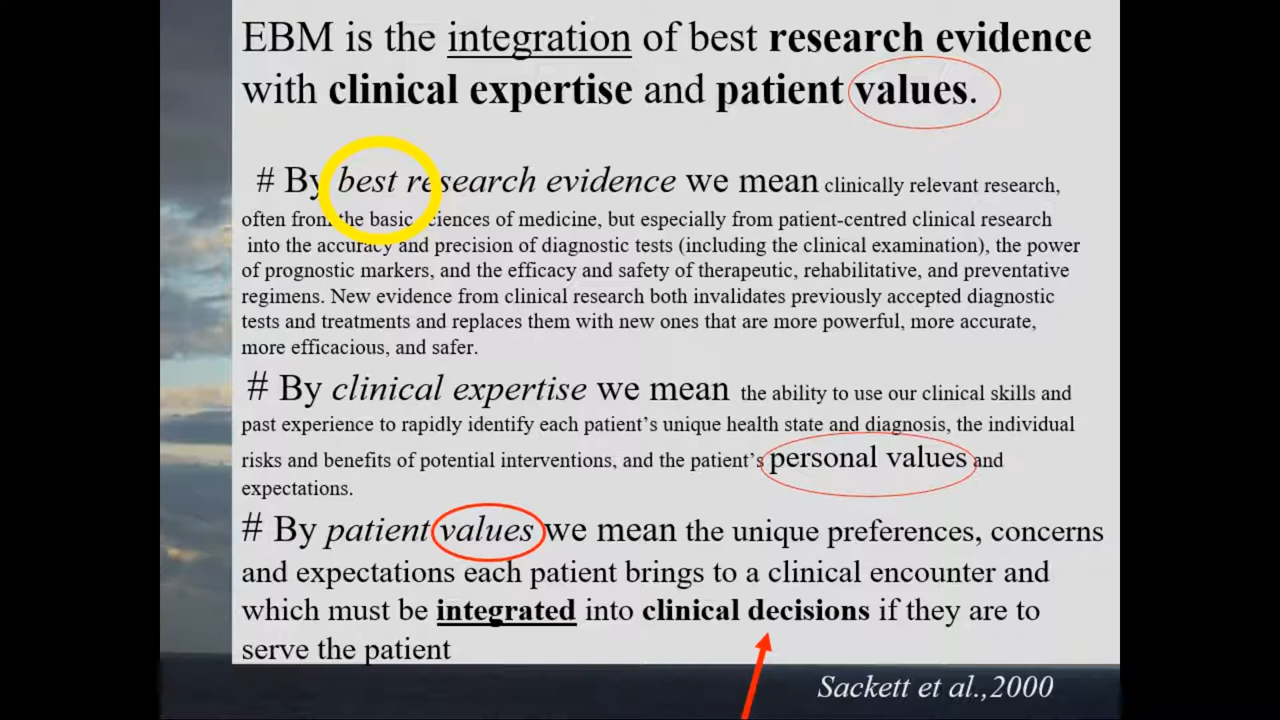 EBM is the integration of best research evidence
with clinical expertise and patient values.
# By best research evidence we mean clinically relevant research,
often from the basic sciences of medicine, but especially from patient-centred clinical research
into the accuracy and precision of diagnostic tests (including the clinical examination), the power
of prognostic markers, and the efficacy and safety of therapeutic, rehabilitative, and preventative
regimens. New evidence from clinical research both invalidates previously accepted diagnostic
tests and treatments and replaces them with new ones that are more powerful, more accurate,
more efficacious, and safer.
# By clinical expertise we mean the ability to use our clinical skills and
past experience to rapidly identify each patient’s unique health state and diagnosis, the individual
risks and benefits of potential interventions, and the patient’s personal values and
expectations.
# By patient values we mean the unique preferences, concerns
and expectations each patient brings to a clinical encounter and
which must be integrated into clinical decisions if they are to
serve the patient
Sackett et al.,2000